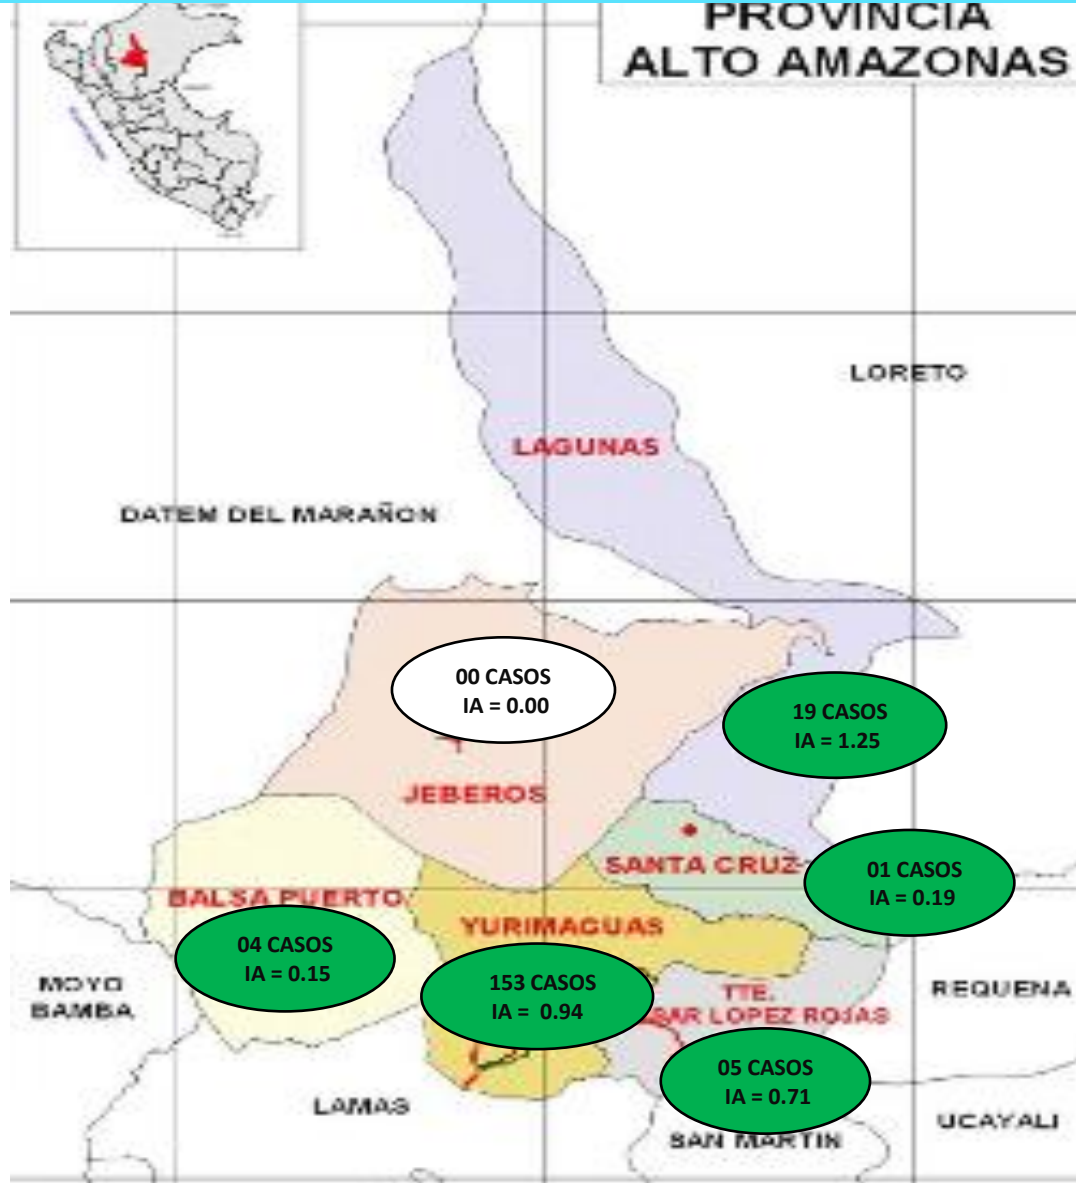 PROVINCIA
ALTO AMAZONAS
LORETO
LAGUNAS
DATEM DEL MARAÑON
00 CASOS
IA = 0.00
19 CASOS
IA = 1.25
JEBEROS
SANTA CRUZ
01 CASOS
IA = 0.19
BALSA PUERTO
YURIMAGUAS
04 CASOS
IA = 0.15
153 CASOS
IA = 0.94
MOYO
BAMBA
TTE.
SAR LOPEZ ROJAS
REQUENA
05 CASOS
IA = 0.71
LAMAS
UCAYALI
SAN MARTIN